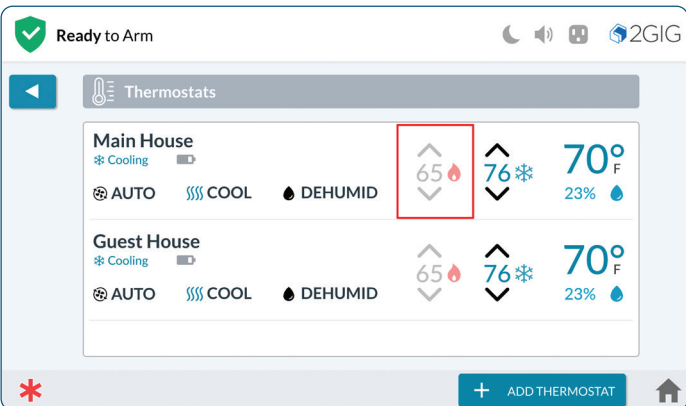 Ready to Arm
2GIG
Thermostats
Main House
Cooling
AUTO COOL DEHUMID
65 76 70° F
23%
Guest House
Cooling
AUTO COOL DEHUMID
65 76 70° F
23%
+ ADD THERMOSTAT